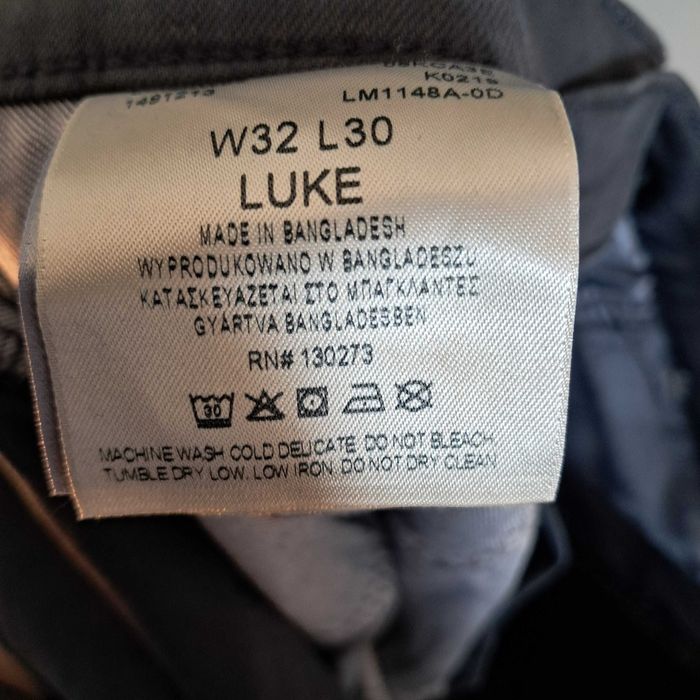 K0215
1491213 LM1148A-0D
W32 L30
LUKE
MADE IN BANGLADESH
WYPRODUKOWANO W BANGLADESZU
ΚΑΤΑΣΚΕΥΑΖΕΤΑΙ ΣΤΟ ΜΠΑΓΚΛΑΝΤΕΣ
GYÁRTVA BANGLADESBEN
RN# 130273
30
MACHINE WASH COLD DELICATE. DO NOT BLEACH.
TUMBLE DRY LOW. LOW IRON. DO NOT DRY CLEAN